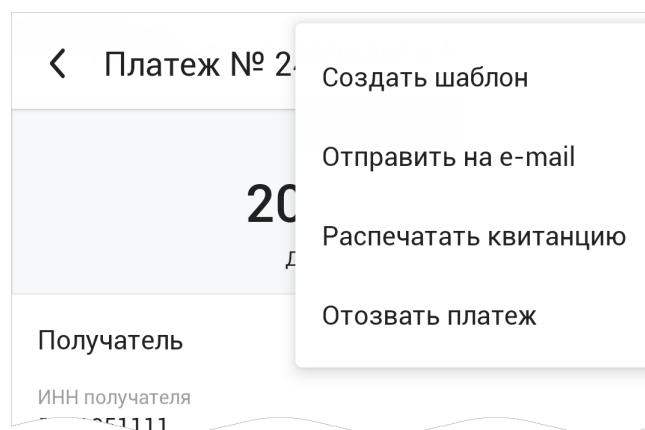 Платеж № 2
Создать шаблон
Отправить на e-mail
20
Распечатать квитанцию
Отозвать платеж
Получатель
ИНН получателя